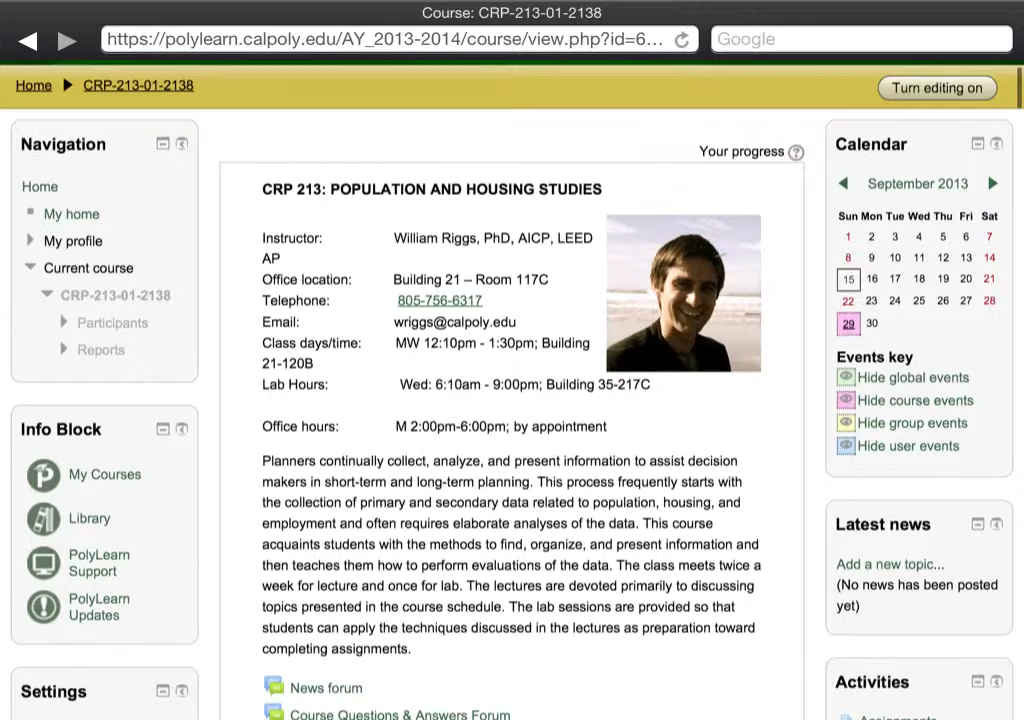 Course: CRP-213-01-2138
https://polylearn.calpoly.edu/AY_2013-2014/course/view.php?id=6...
Google
Home
CRP-213-01-2138
Turn editing on
Navigation
Home
My home
My profile
Current course
CRP-213-01-2138
Participants
Reports
Info Block
My Courses
Library
PolyLearn
Support
PolyLearn
Updates
Settings
Your progress
CRP 213: POPULATION AND HOUSING STUDIES
Instructor: William Riggs, PhD, AICP, LEED
AP
Office location: Building 21 – Room 117C
Telephone: 805-756-6317
Email: wriggs@calpoly.edu
Class days/time: MW 12:10pm - 1:30pm; Building
21-120B
Lab Hours: Wed: 6:10am - 9:00pm; Building 35-217C
Office hours: M 2:00pm-6:00pm; by appointment
Planners continually collect, analyze, and present information to assist decision
makers in short-term and long-term planning. This process frequently starts with
the collection of primary and secondary data related to population, housing, and
employment and often requires elaborate analyses of the data. This course
acquaints students with the methods to find, organize, and present information and
then teaches them how to perform evaluations of the data. The class meets twice a
week for lecture and once for lab. The lectures are devoted primarily to discussing
topics presented in the course schedule. The lab sessions are provided so that
students can apply the techniques discussed in the lectures as preparation toward
completing assignments.
News forum
Course Questions & Answers Forum
Calendar
September 2013
Sun Mon Tue Wed Thu Fri Sat
1 2 3 4 5 6 7
8 9 10 11 12 13 14
15 16 17 18 19 20 21
22 23 24 25 26 27 28
29 30
Events key
Hide global events
Hide course events
Hide group events
Hide user events
Latest news
Add a new topic...
(No news has been posted
yet)
Activities
Assignments